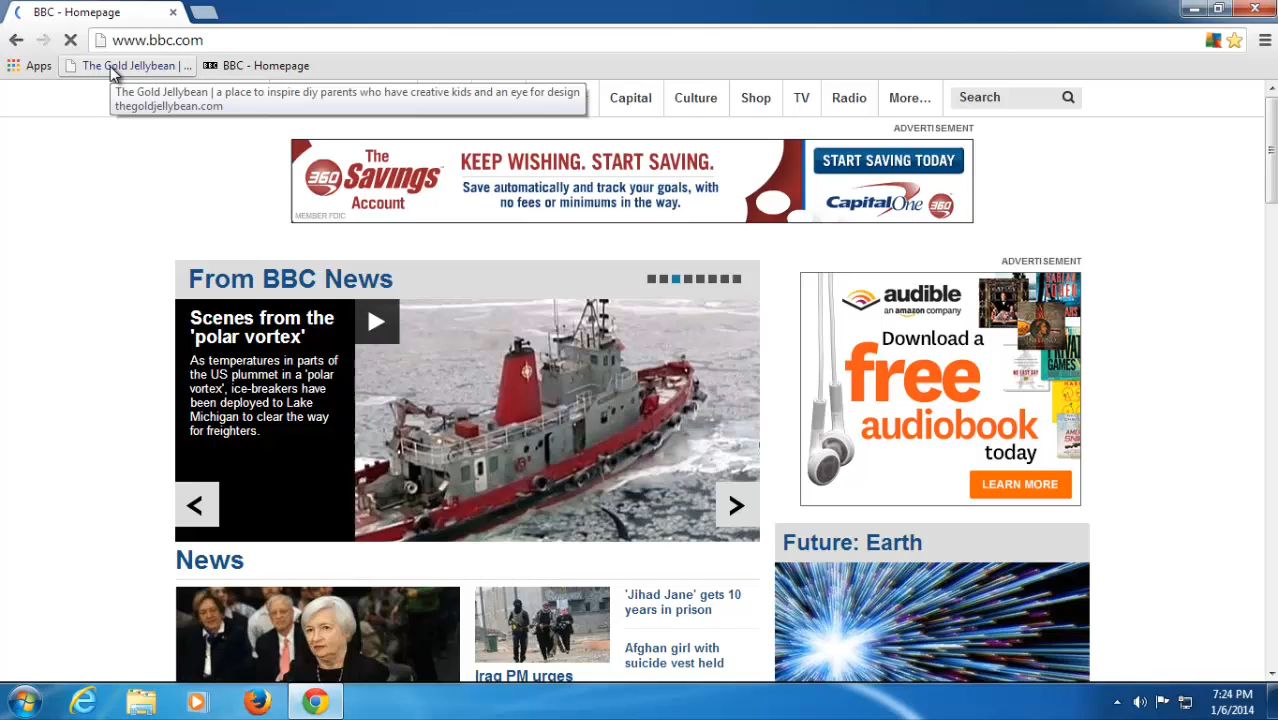 BBC - Homepage
www.bbc.com
Apps
The Gold Jellybean | ...
BBC - Homepage
The Gold Jellybean | a place to inspire diy parents who have creative kids and an eye for design
thegoldjellybean.com
Capital
Culture
Shop
TV
Radio
More...
Search
ADVERTISEMENT
The
360 Savings
Account
MEMBER FDIC
KEEP WISHING. START SAVING.
Save automatically and track your goals, with
no fees or minimums in the way.
START SAVING TODAY
Capital One 360
From BBC News
Scenes from the
'polar vortex'
As temperatures in parts of
the US plummet in a 'polar
vortex', ice-breakers have
been deployed to Lake
Michigan to clear the way
for freighters.
<
>
ADVERTISEMENT
audible
an amazon company
Download a
free
audiobook
today
LEARN MORE
News
'Jihad Jane' gets 10
years in prison
Afghan girl with
suicide vest held
Iraq PM urges
Future: Earth
7:24 PM
1/6/2014